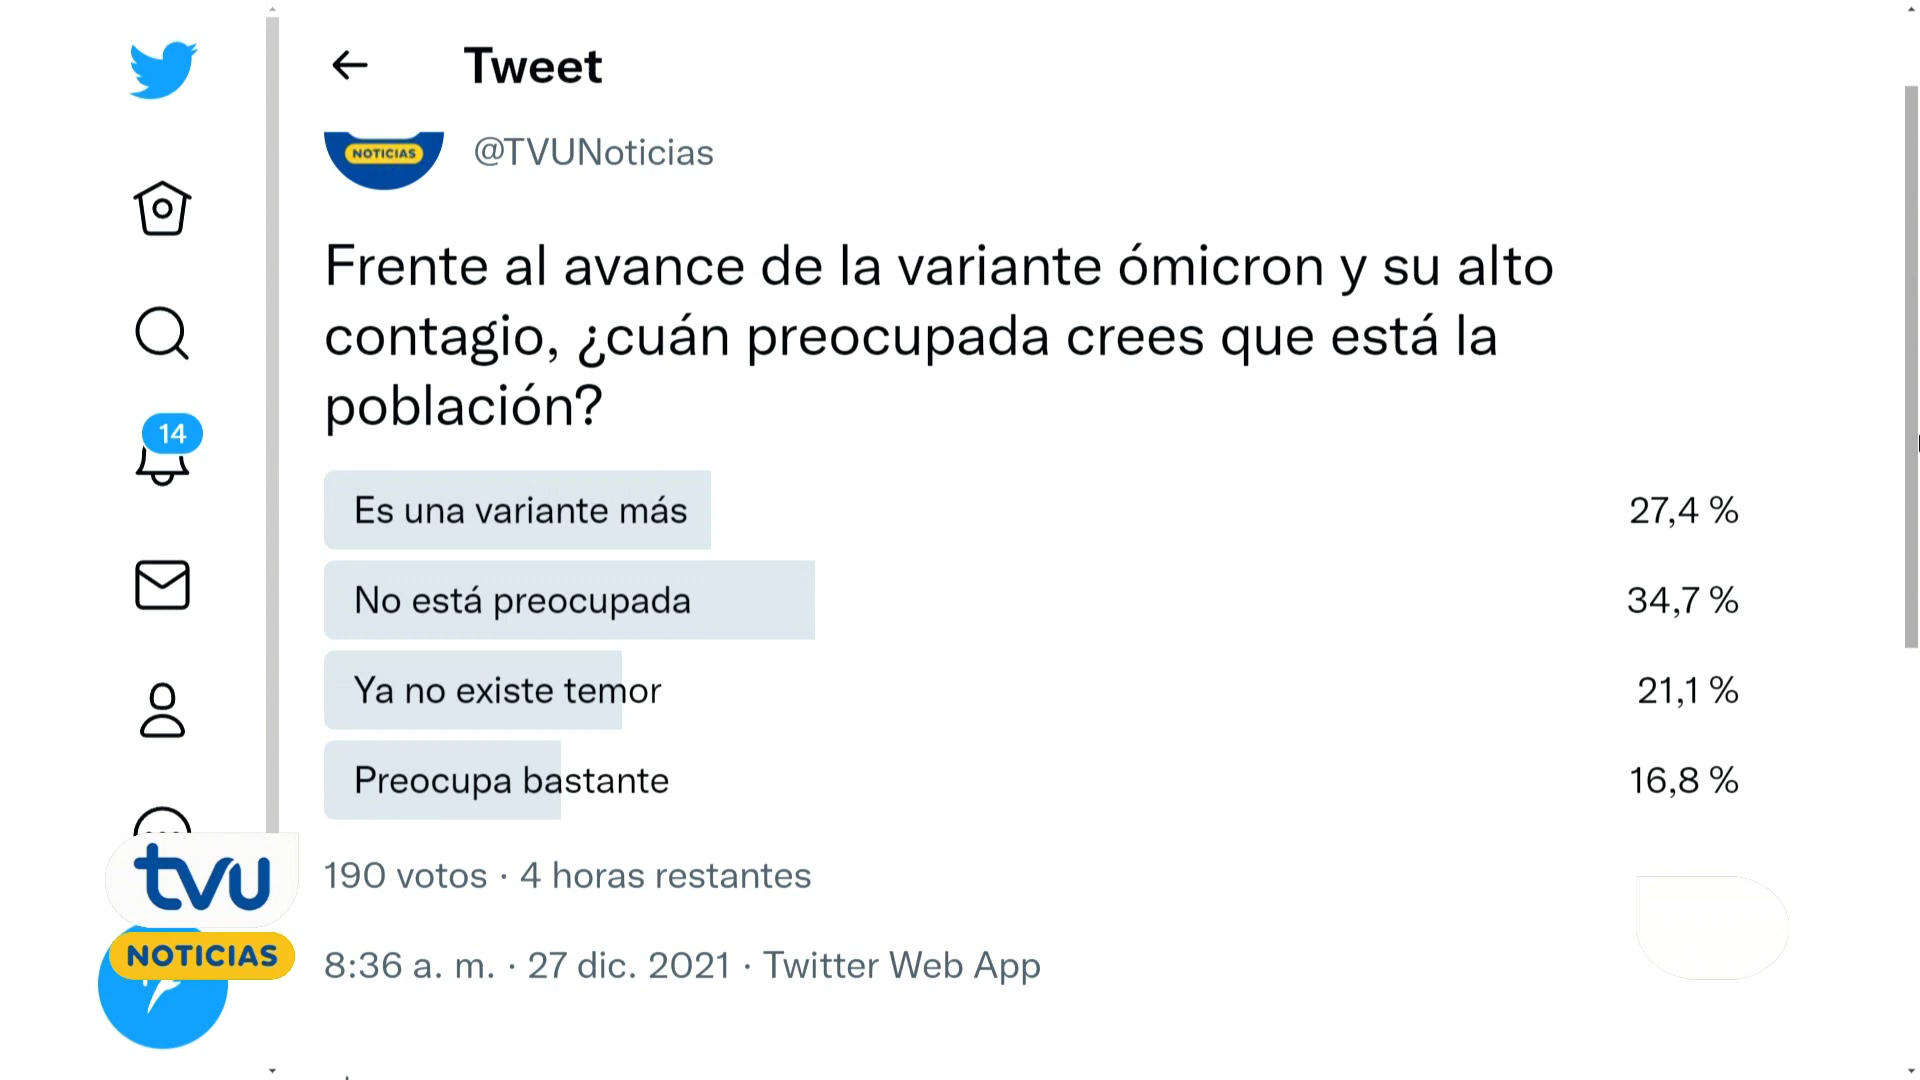 Tweet
NOTICIAS
@TVUNoticias
Frente al avance de la variante ómicron y su alto
contagio, ¿cuán preocupada crees que está la
población?
14
Es una variante más 27,4 %
No está preocupada 34,7 %
Ya no existe temor 21,1 %
Preocupa bastante 16,8 %
190 votos · 4 horas restantes
8:36 a. m. · 27 dic. 2021 · Twitter Web App
tvu
NOTICIAS